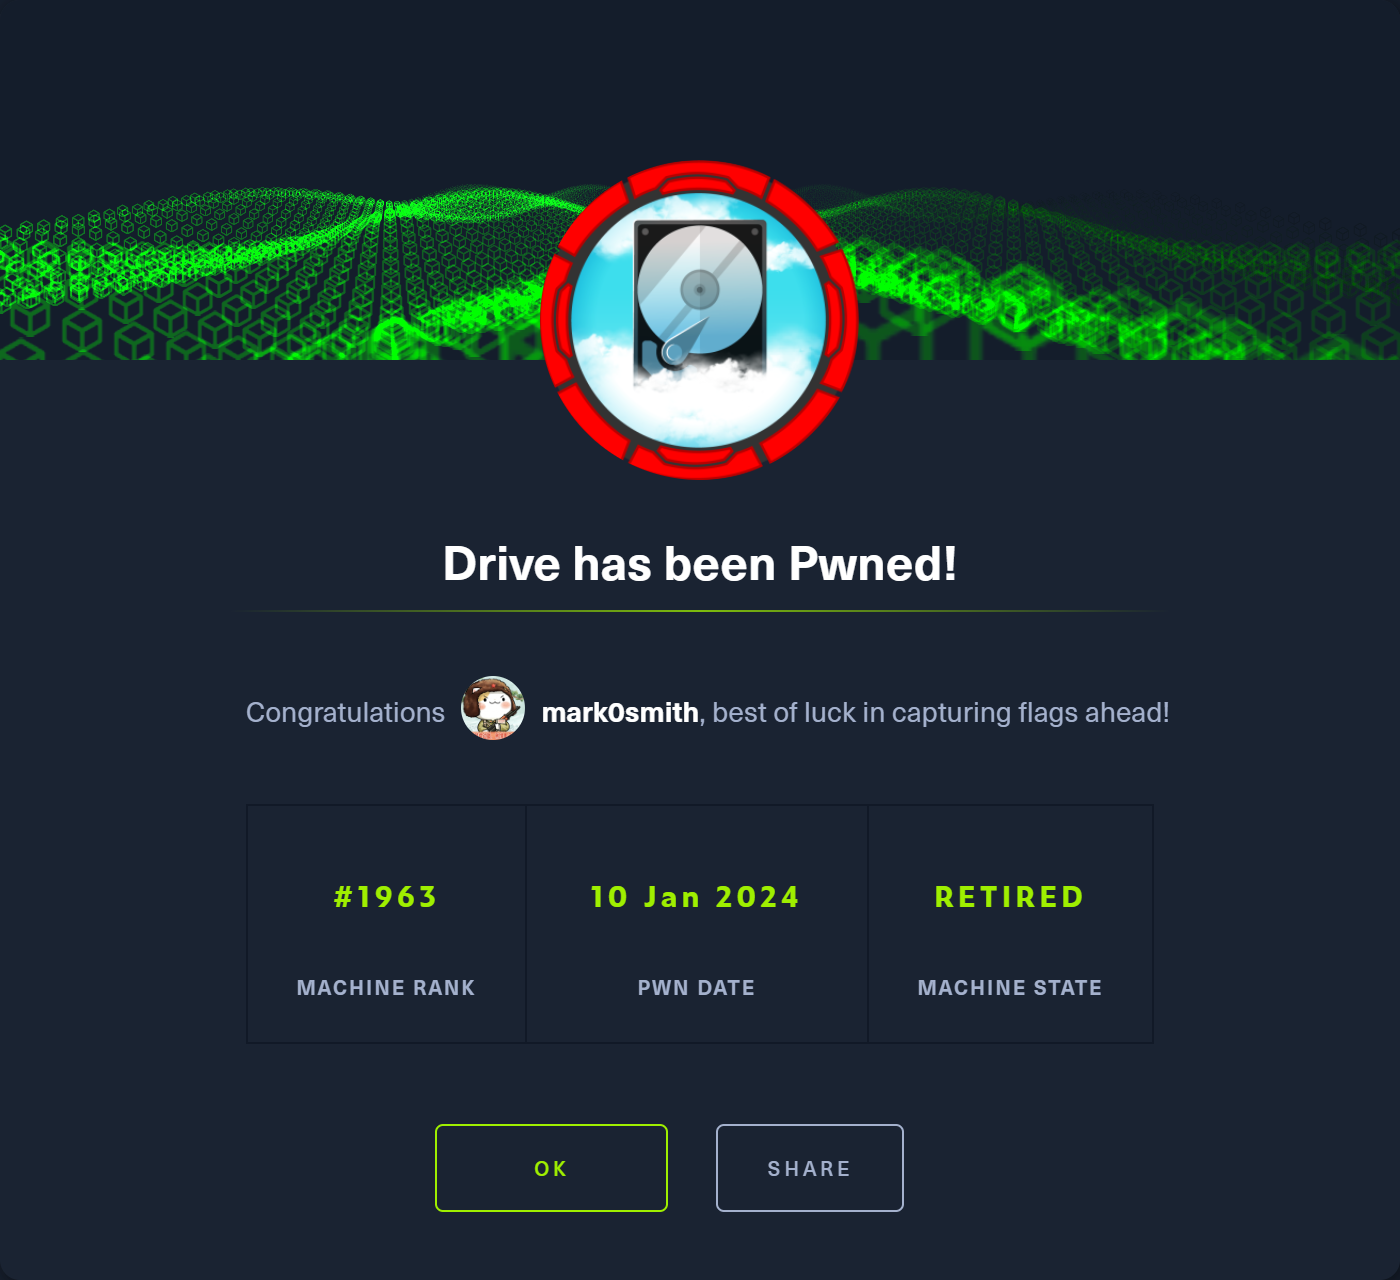 Drive has been Pwned!
Congratulations mark0smith, best of luck in capturing flags ahead!
#1963 10 Jan 2024 RETIRED
MACHINE RANK PWN DATE MACHINE STATE
OK SHARE